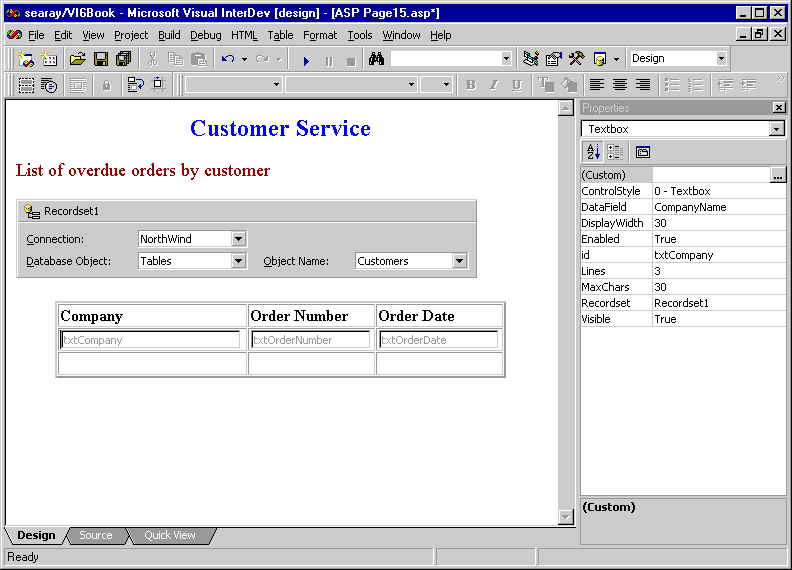 searay/VI6Book - Microsoft Visual InterDev [design] - [ASP Page15.asp*]
File Edit View Project Build Debug HTML Table Format Tools Window Help
Design
B I U
Customer Service
List of overdue orders by customer
Recordset1
Connection: NorthWind
Database Object: Tables Object Name: Customers
Company Order Number Order Date
txtCompany txtOrderNumber txtOrderDate
Properties
Textbox
(Custom) ...
ControlStyle 0 - Textbox
DataField CompanyName
DisplayWidth 30
Enabled True
id txtCompany
Lines 3
MaxChars 30
Recordset Recordset1
Visible True
(Custom)
Design Source Quick View
Ready